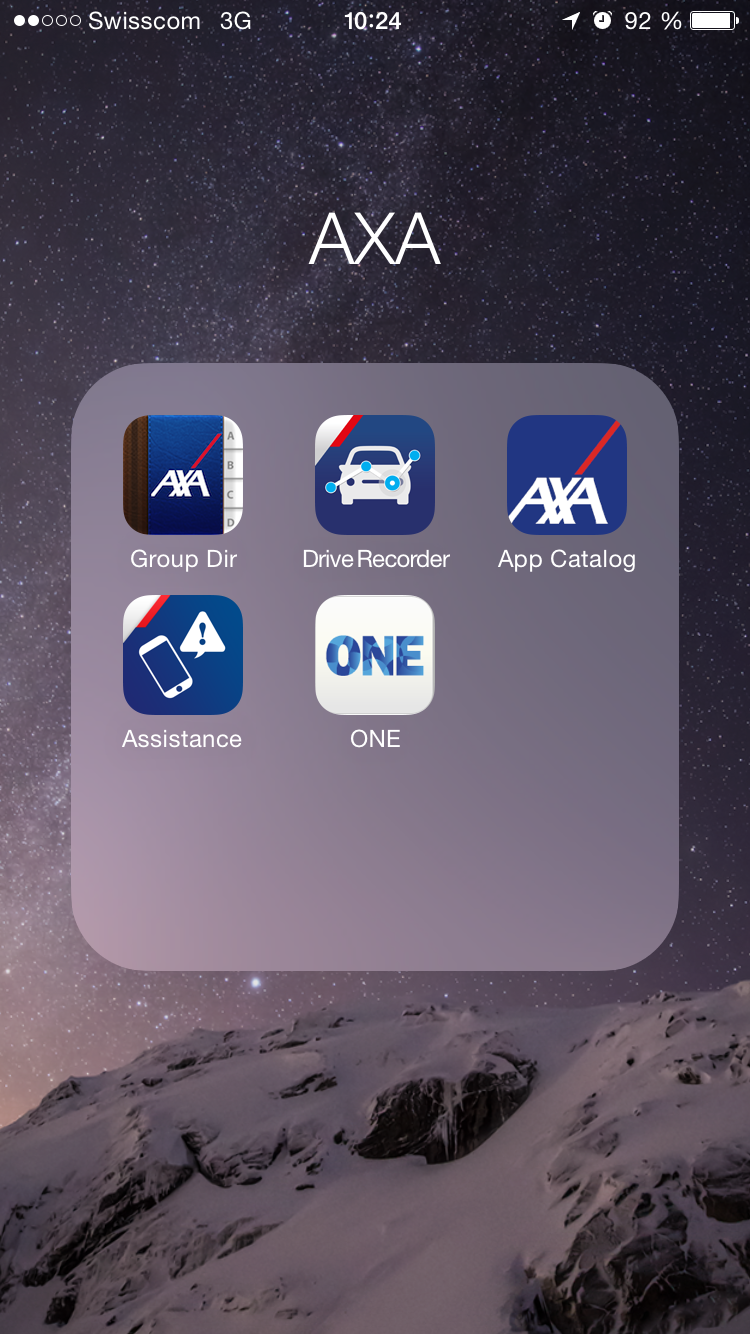 Swisscom 3G 10:24 92 %
AXA
A
B
C
D
AXA
AXA
Group Dir Drive Recorder App Catalog
ONE
Assistance ONE